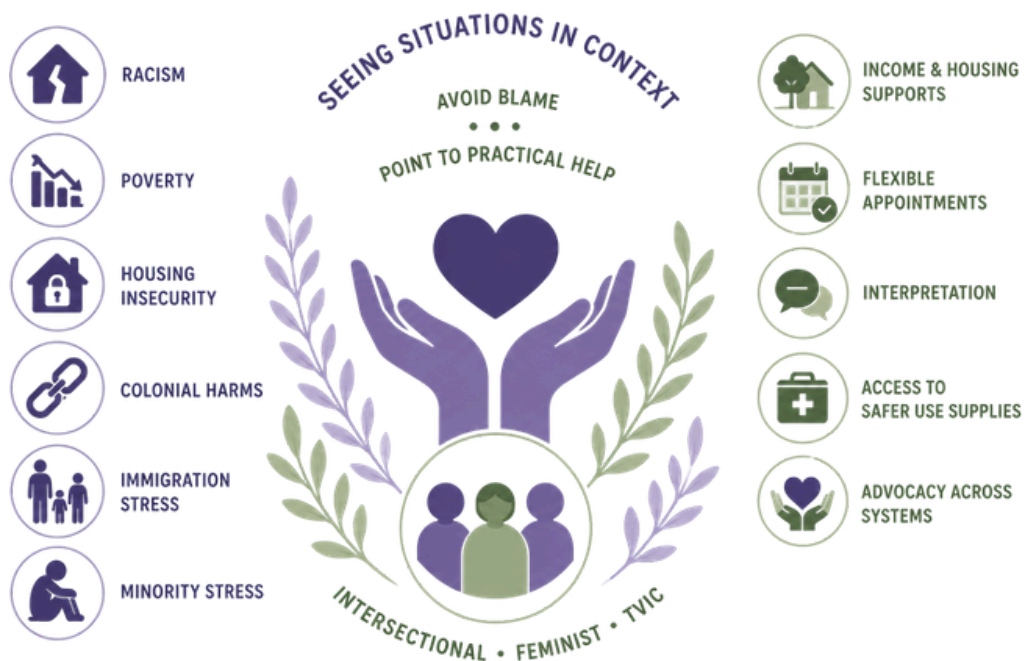 SEEING SITUATIONS IN CONTEXT
AVOID BLAME
POINT TO PRACTICAL HELP
RACISM
POVERTY
HOUSING
INSECURITY
COLONIAL HARMS
IMMIGRATION
STRESS
MINORITY STRESS
INCOME & HOUSING
SUPPORTS
FLEXIBLE
APPOINTMENTS
INTERPRETATION
ACCESS TO
SAFER USE SUPPLIES
ADVOCACY ACROSS
SYSTEMS
INTERSECTIONAL • FEMINIST • TVIC